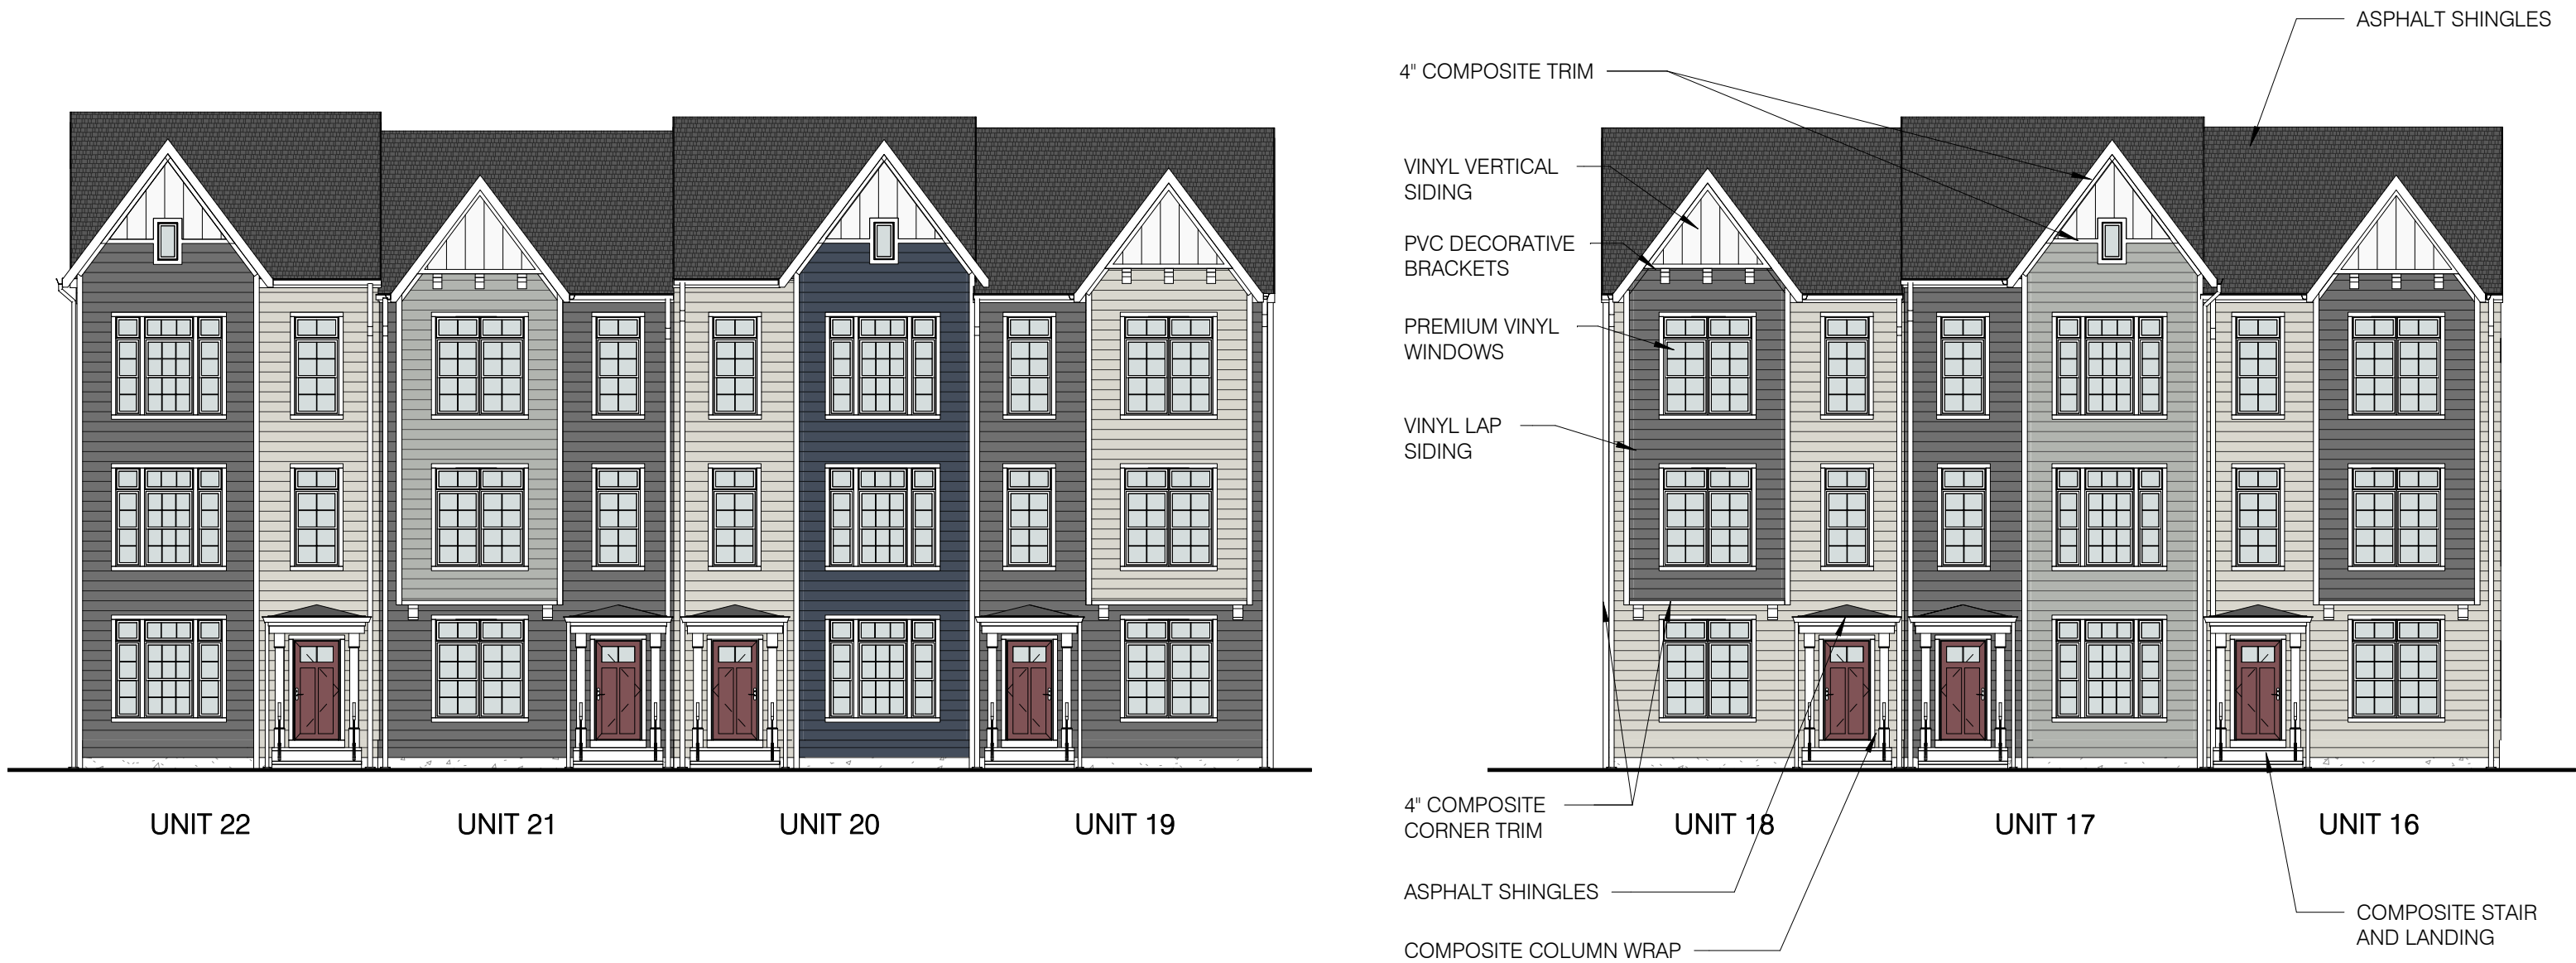 ASPHALT SHINGLES
4" COMPOSITE TRIM
VINYL VERTICAL
SIDING
PVC DECORATIVE
BRACKETS
PREMIUM VINYL
WINDOWS
VINYL LAP
SIDING
4" COMPOSITE
CORNER TRIM
UNIT 22
UNIT 21
UNIT 20
UNIT 19
UNIT 18
UNIT 17
UNIT 16
ASPHALT SHINGLES
COMPOSITE STAIR
AND LANDING
COMPOSITE COLUMN WRAP